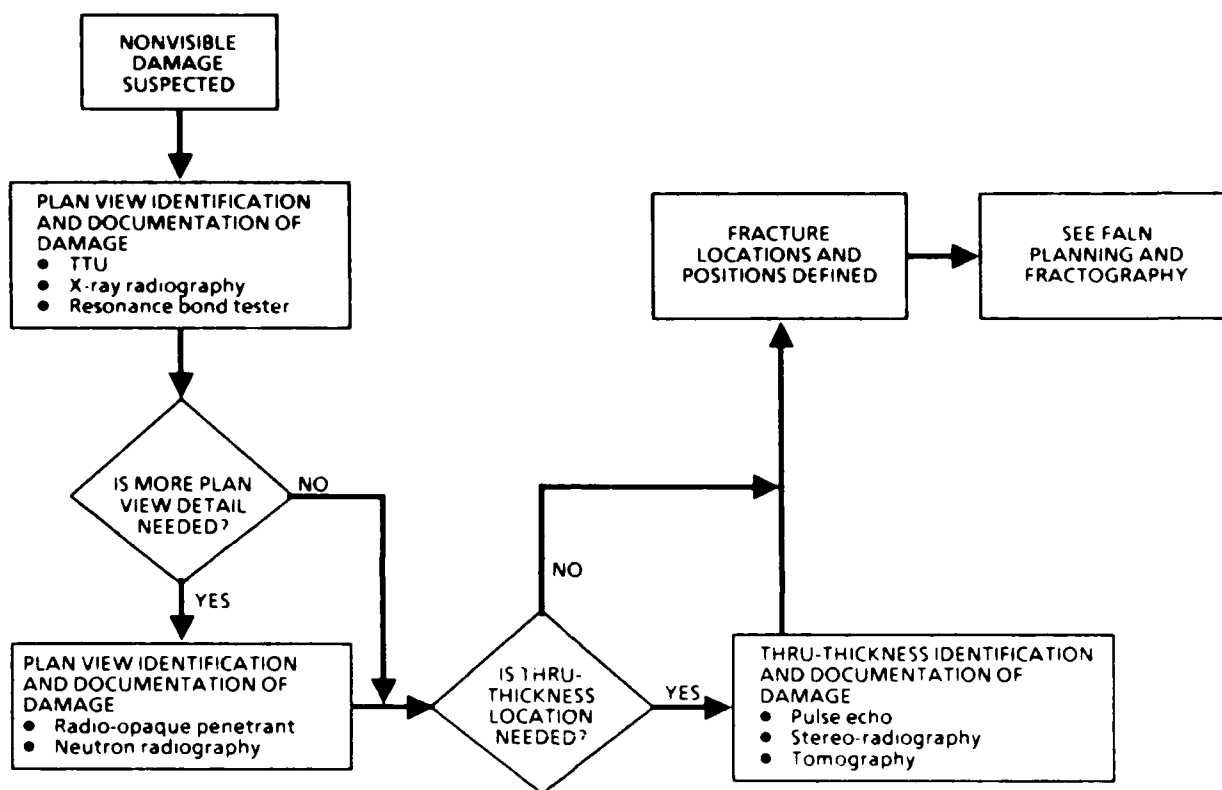 NONVISIBLE
DAMAGE
SUSPECTED
PLAN VIEW IDENTIFICATION
AND DOCUMENTATION OF
DAMAGE
● TTU
● X-ray radiography
● Resonance bond tester
IS MORE PLAN
VIEW DETAIL
NEEDED?
NO
YES
PLAN VIEW IDENTIFICATION
AND DOCUMENTATION OF
DAMAGE
● Radio-opaque penetrant
● Neutron radiography
IS THRU-
THICKNESS
LOCATION
NEEDED?
NO
YES
THRU-THICKNESS IDENTIFICATION
AND DOCUMENTATION OF
DAMAGE
● Pulse echo
● Stereo-radiography
● Tomography
FRACTURE
LOCATIONS AND
POSITIONS DEFINED
SEE FALN
PLANNING AND
FRACTOGRAPHY